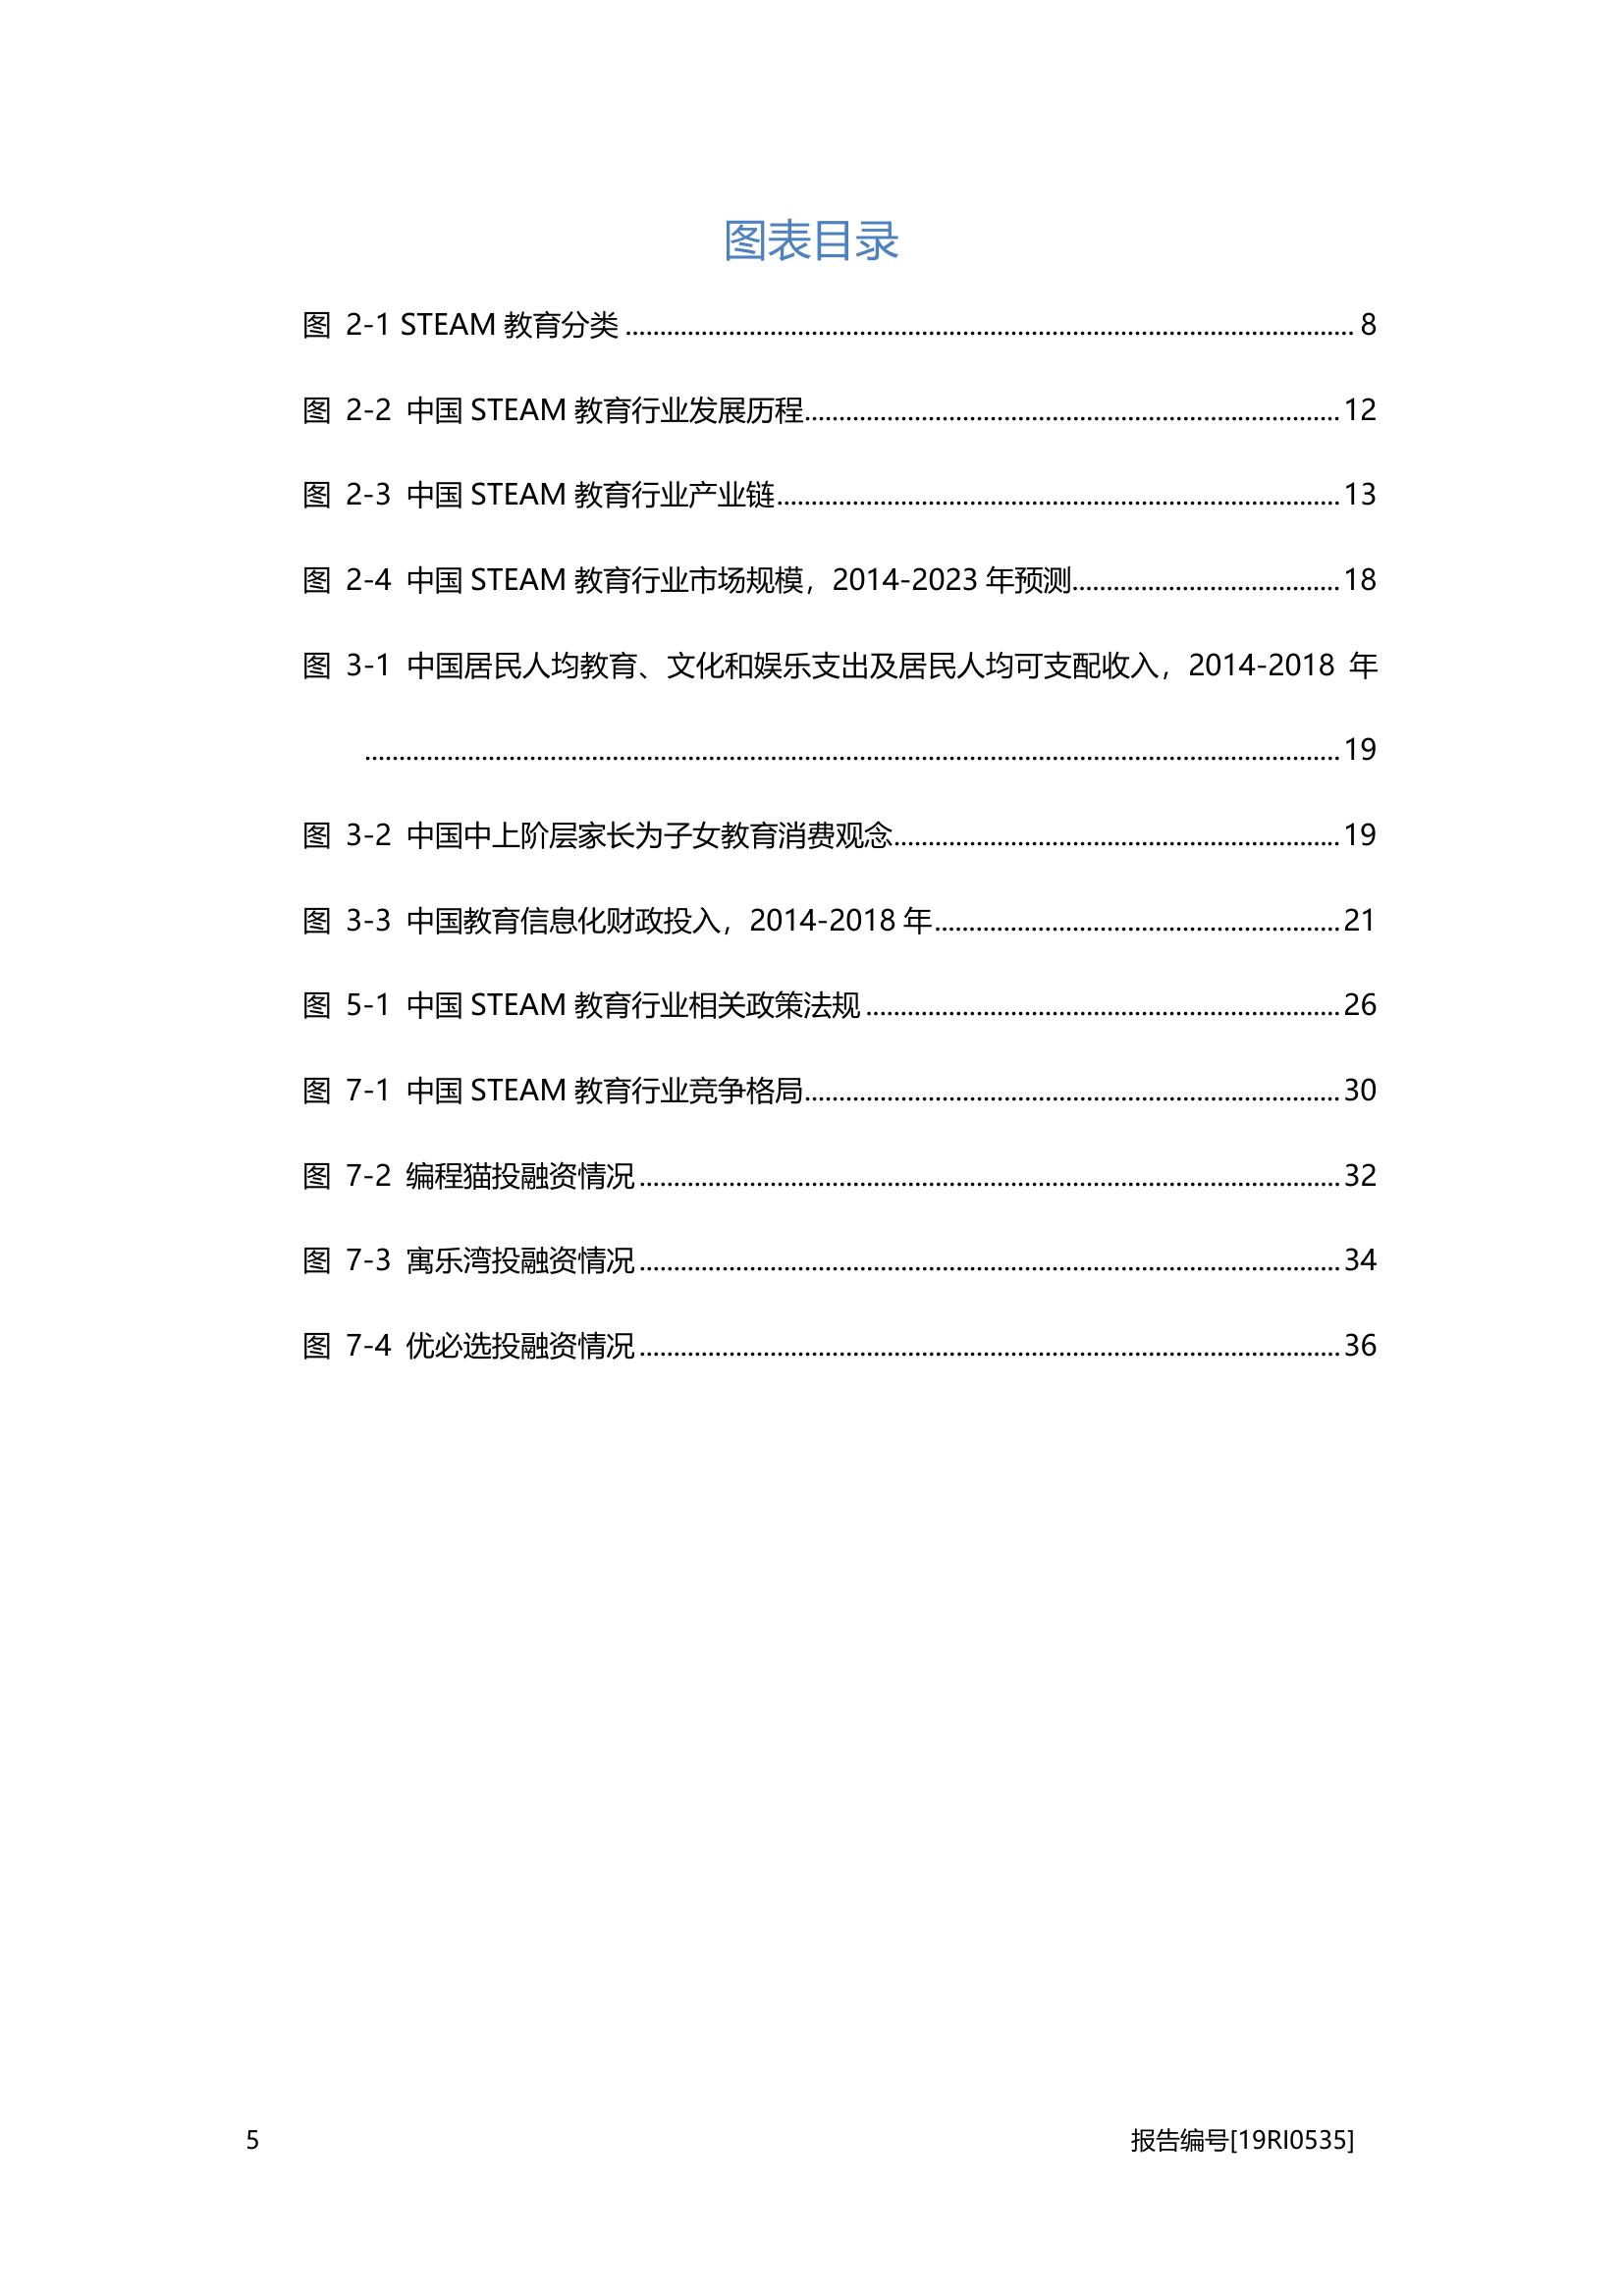 图表目录
图 2-1 STEAM 教育分类 ........ 8
图 2-2 中国 STEAM 教育行业发展历程 ........ 12
图 2-3 中国 STEAM 教育行业产业链 ........ 13
图 2-4 中国 STEAM 教育行业市场规模，2014-2023 年预测 ........ 18
图 3-1 中国居民人均教育、文化和娱乐支出及居民人均可支配收入，2014-2018 年
........ 19
图 3-2 中国中上阶层家长为子女教育消费观念 ........ 19
图 3-3 中国教育信息化财政投入，2014-2018 年 ........ 21
图 5-1 中国 STEAM 教育行业相关政策法规 ........ 26
图 7-1 中国 STEAM 教育行业竞争格局 ........ 30
图 7-2 编程猫投融资情况 ........ 32
图 7-3 寓乐湾投融资情况 ........ 34
图 7-4 优必选投融资情况 ........ 36
5 报告编号[19RI0535]